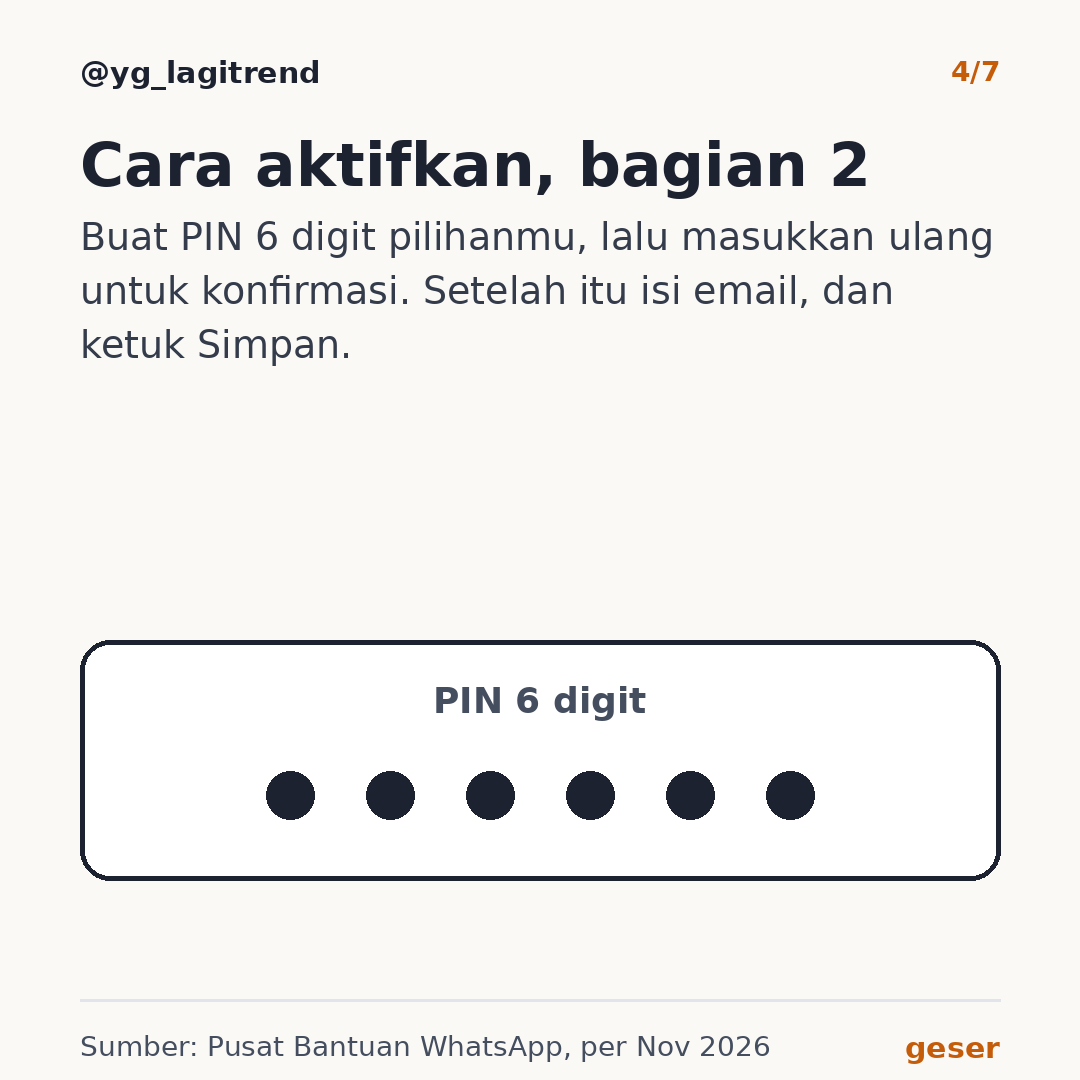 @yg_lagitrend
4/7
Cara aktifkan, bagian 2
Buat PIN 6 digit pilihanmu, lalu masukkan ulang
untuk konfirmasi. Setelah itu isi email, dan
ketuk Simpan.
PIN 6 digit
Sumber: Pusat Bantuan WhatsApp, per Nov 2026
geser